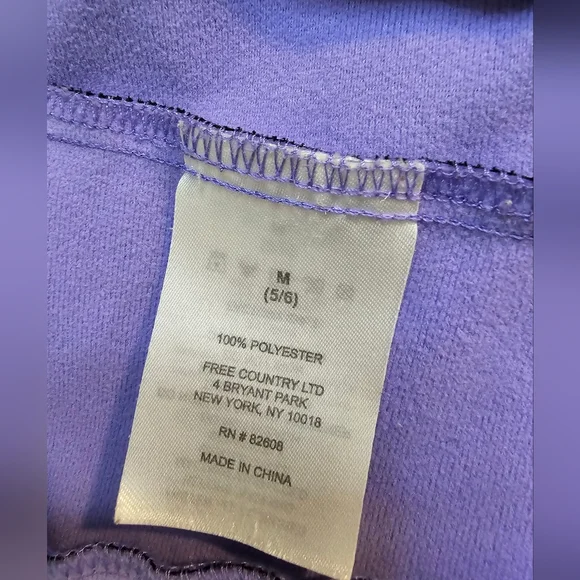 M
(5/6)
100% POLYESTER
FREE COUNTRY LTD
4 BRYANT PARK
NEW YORK, NY 10018
RN # 82608
MADE IN CHINA